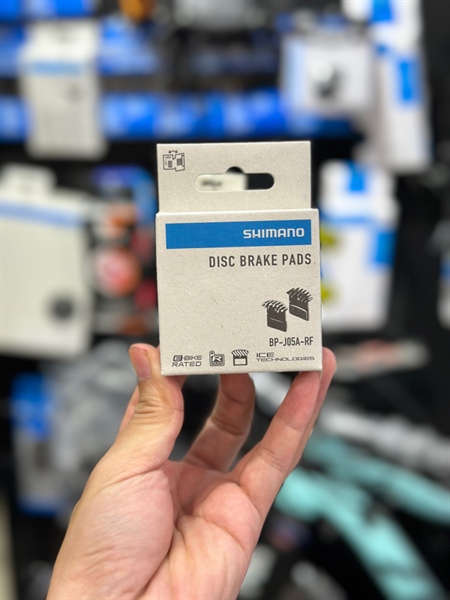 SHIMANO
DISC BRAKE PADS
BP-J05A-RF
E-BIKE
RATED
R
ICE
TECHNOLOGIES